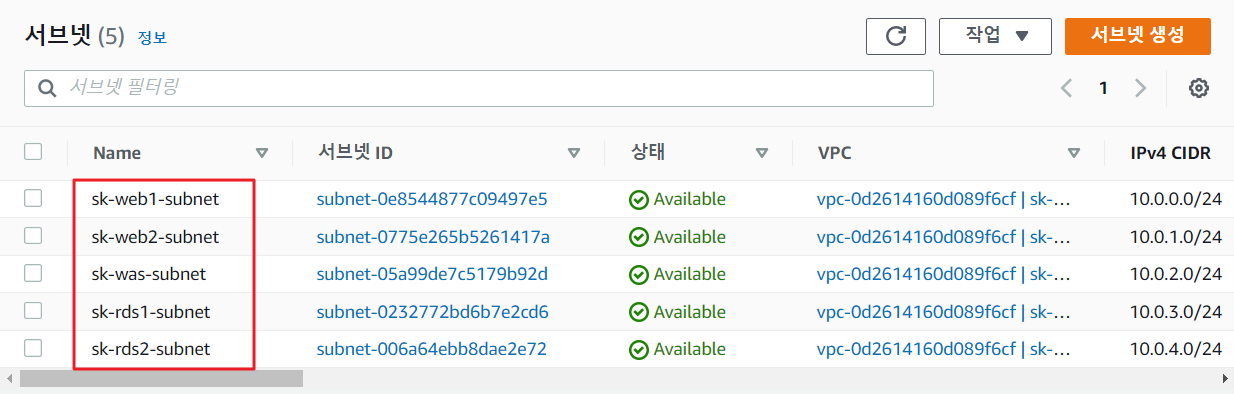 서브넷 (5) 정보
작업 서브넷 생성
서브넷 필터링
1
Name 서브넷 ID 상태 VPC IPv4 CIDR
sk-web1-subnet subnet-0e8544877c09497e5 Available vpc-0d2614160d089f6cf | sk-... 10.0.0.0/24
sk-web2-subnet subnet-0775e265b5261417a Available vpc-0d2614160d089f6cf | sk-... 10.0.1.0/24
sk-was-subnet subnet-05a99de7c5179b92d Available vpc-0d2614160d089f6cf | sk-... 10.0.2.0/24
sk-rds1-subnet subnet-0232772bd6b7e2cd6 Available vpc-0d2614160d089f6cf | sk-... 10.0.3.0/24
sk-rds2-subnet subnet-006a64ebb8dae2e72 Available vpc-0d2614160d089f6cf | sk-... 10.0.4.0/24